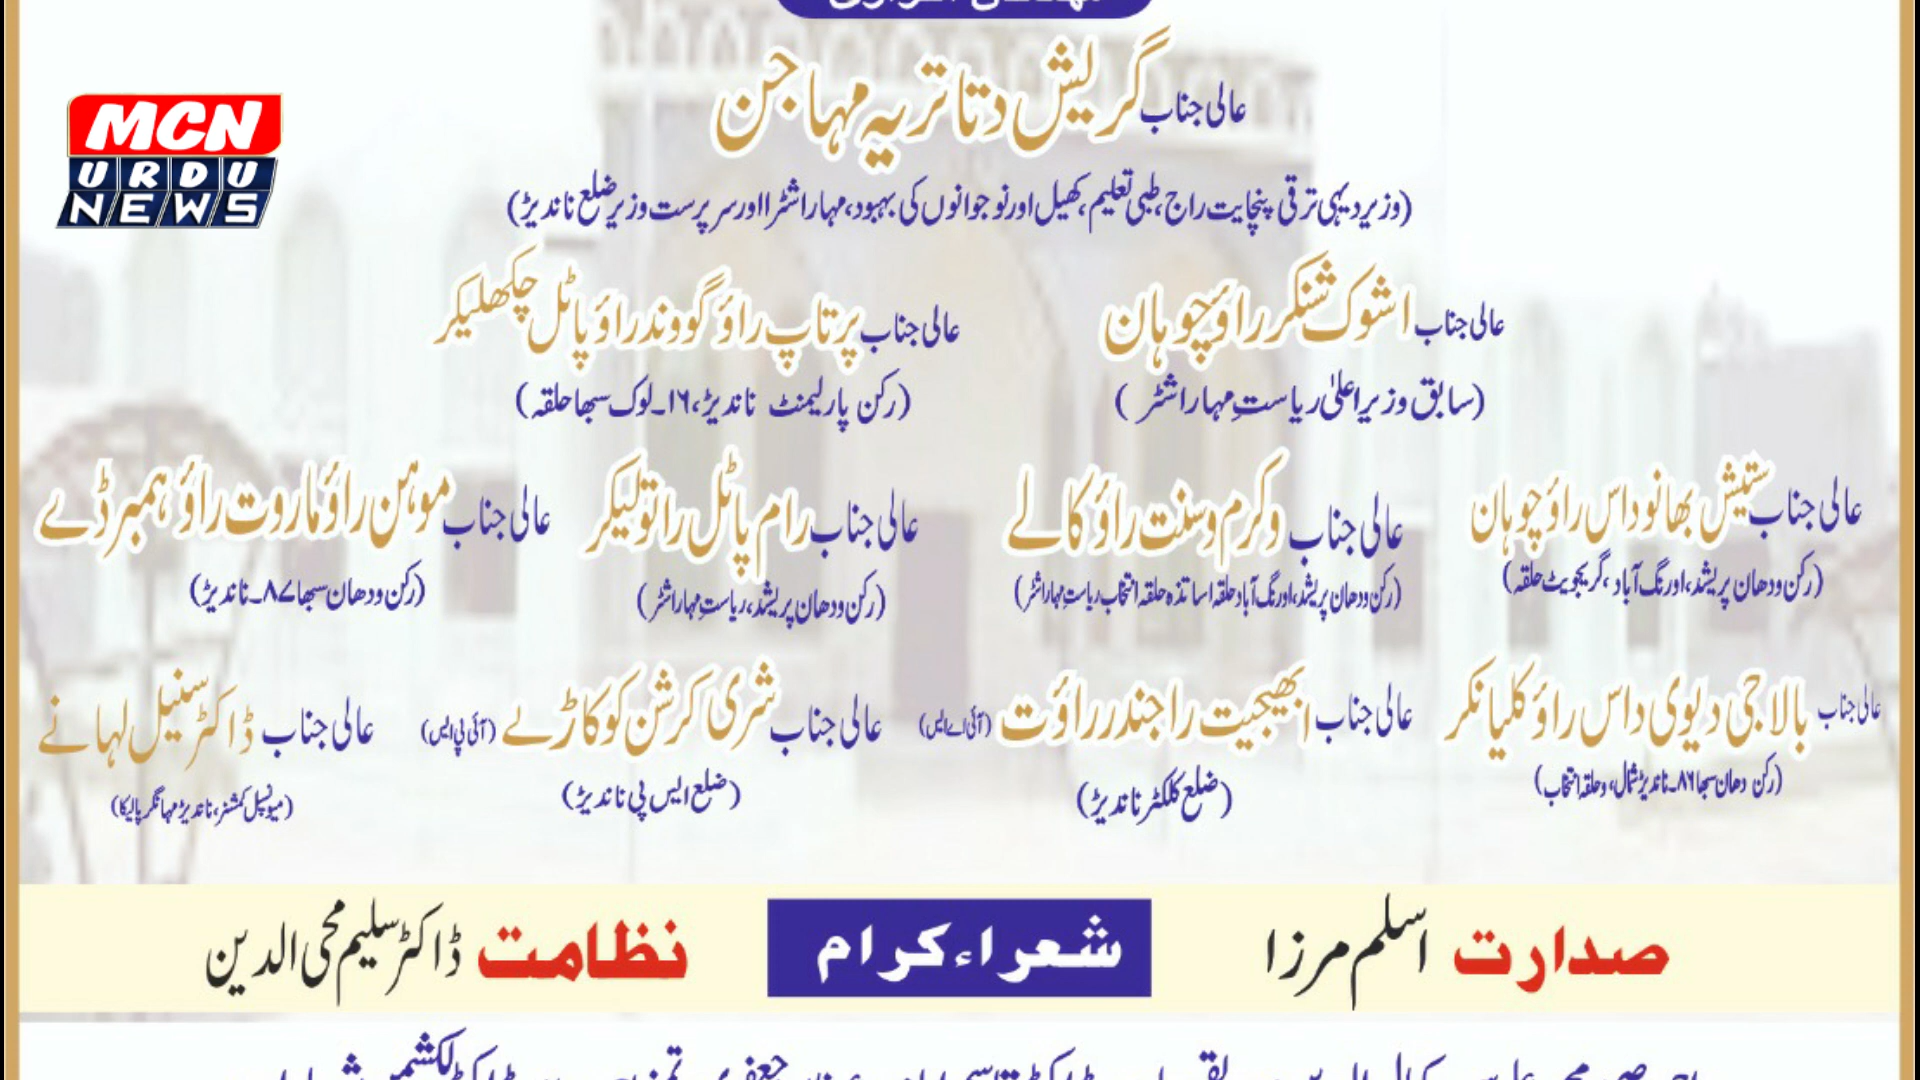 مہمانان اعزازی
MCN
URDU
NEWS
عالی جناب گریش دتاتریہ مہاجن
(وزیر دیہی ترقی پنچایت راج، طبی تعلیم، کھیل اور نوجوانوں کی بہبود، مہاراشٹرا اور سرپرست وزیر ضلع ناندیڑ)
عالی جناب اشوک شنکر راؤ چوہان
(سابق وزیر اعلیٰ ریاستِ مہاراشٹر)
عالی جناب پرتاپ راؤ گووند راؤ پاٹل چکھلیکر
(رکن پارلیمنٹ ناندیڑ، ۱۶۔لوک سبھا حلقہ)
عالی جناب ستیش بھانوداس راؤ چوہان
(رکن ودھان پریشد، اورنگ آباد، گریجویٹ حلقہ)
عالی جناب وکرم وسنت راؤ کالے
(رکن ودھان پریشد، اورنگ آباد حلقہ اساتذہ حلقہ انتخاب ریاستِ مہاراشٹر)
عالی جناب رام پاٹل راتولیکر
(رکن ودھان پریشد، ریاستِ مہاراشٹر)
عالی جناب موہن راؤ ماروت راؤ ہمبرڈے
(رکن ودھان سبھا ۸۷۔ناندیڑ)
عالی جناب بالاجی دیوی داس راؤ کلیانکر
(رکن دھان سبھا ۸۶۔ناندیڑ شمال، وحلقہ انتخاب)
عالی جناب ابھیجیت راجندر راؤت (آئی اے ایس)
(ضلع کلکٹر ناندیڑ)
عالی جناب شری کرشن کوکاڑے (آئی پی ایس)
(ضلع ایس پی ناندیڑ)
عالی جناب ڈاکٹر سنیل لہانے
(میونسپل کمشنر، ناندیڑ مہانگر پالیکا)
صدارت اسلم مرزا
شعراء کرام
نظامت ڈاکٹر سلیم محی الدین